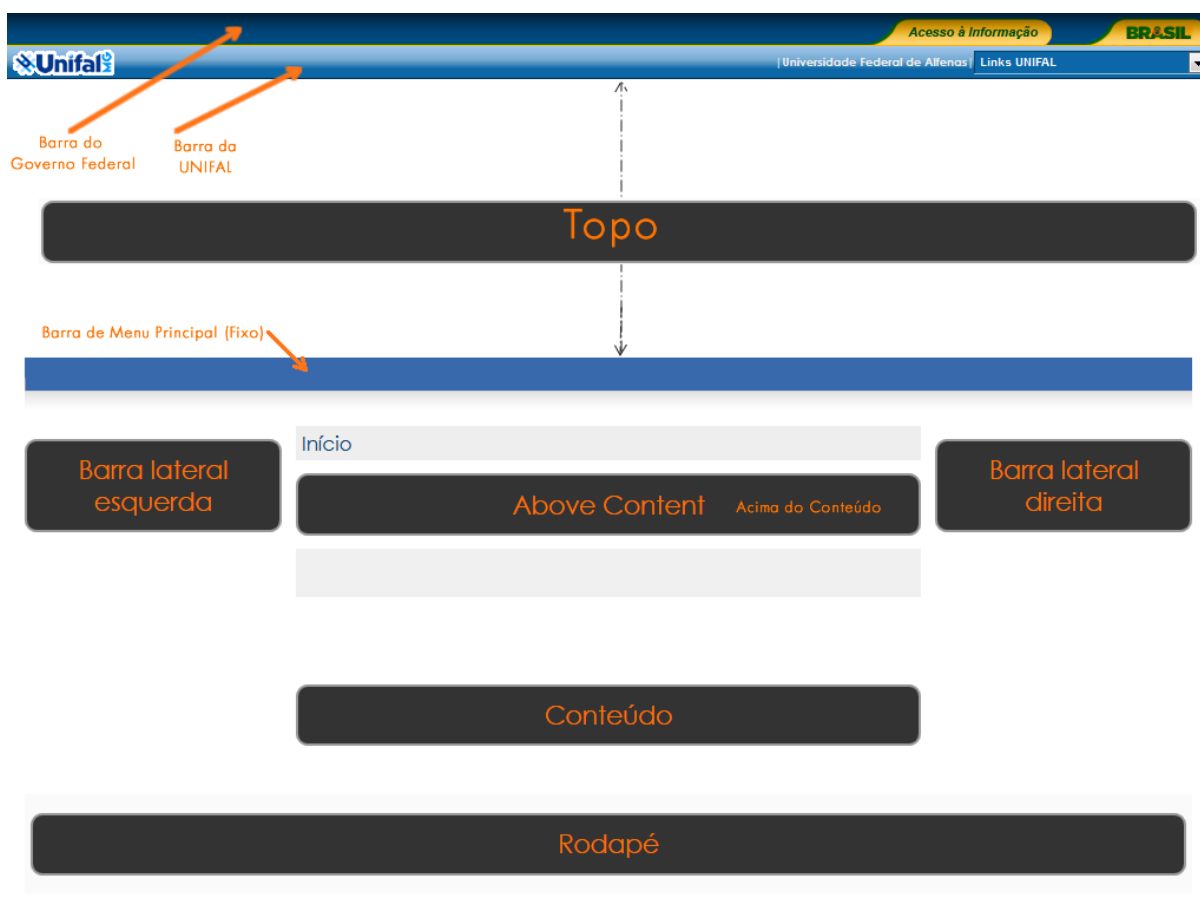 Acesso à Informação
BRASIL
Unifal
|Universidade Federal de Alfenas|
Links UNIFAL
Barra do
Governo Federal
Barra da
UNIFAL
Topo
Barra de Menu Principal (Fixo)
Início
Barra lateral
esquerda
Above Content Acima do Conteúdo
Barra lateral
direita
Conteúdo
Rodapé